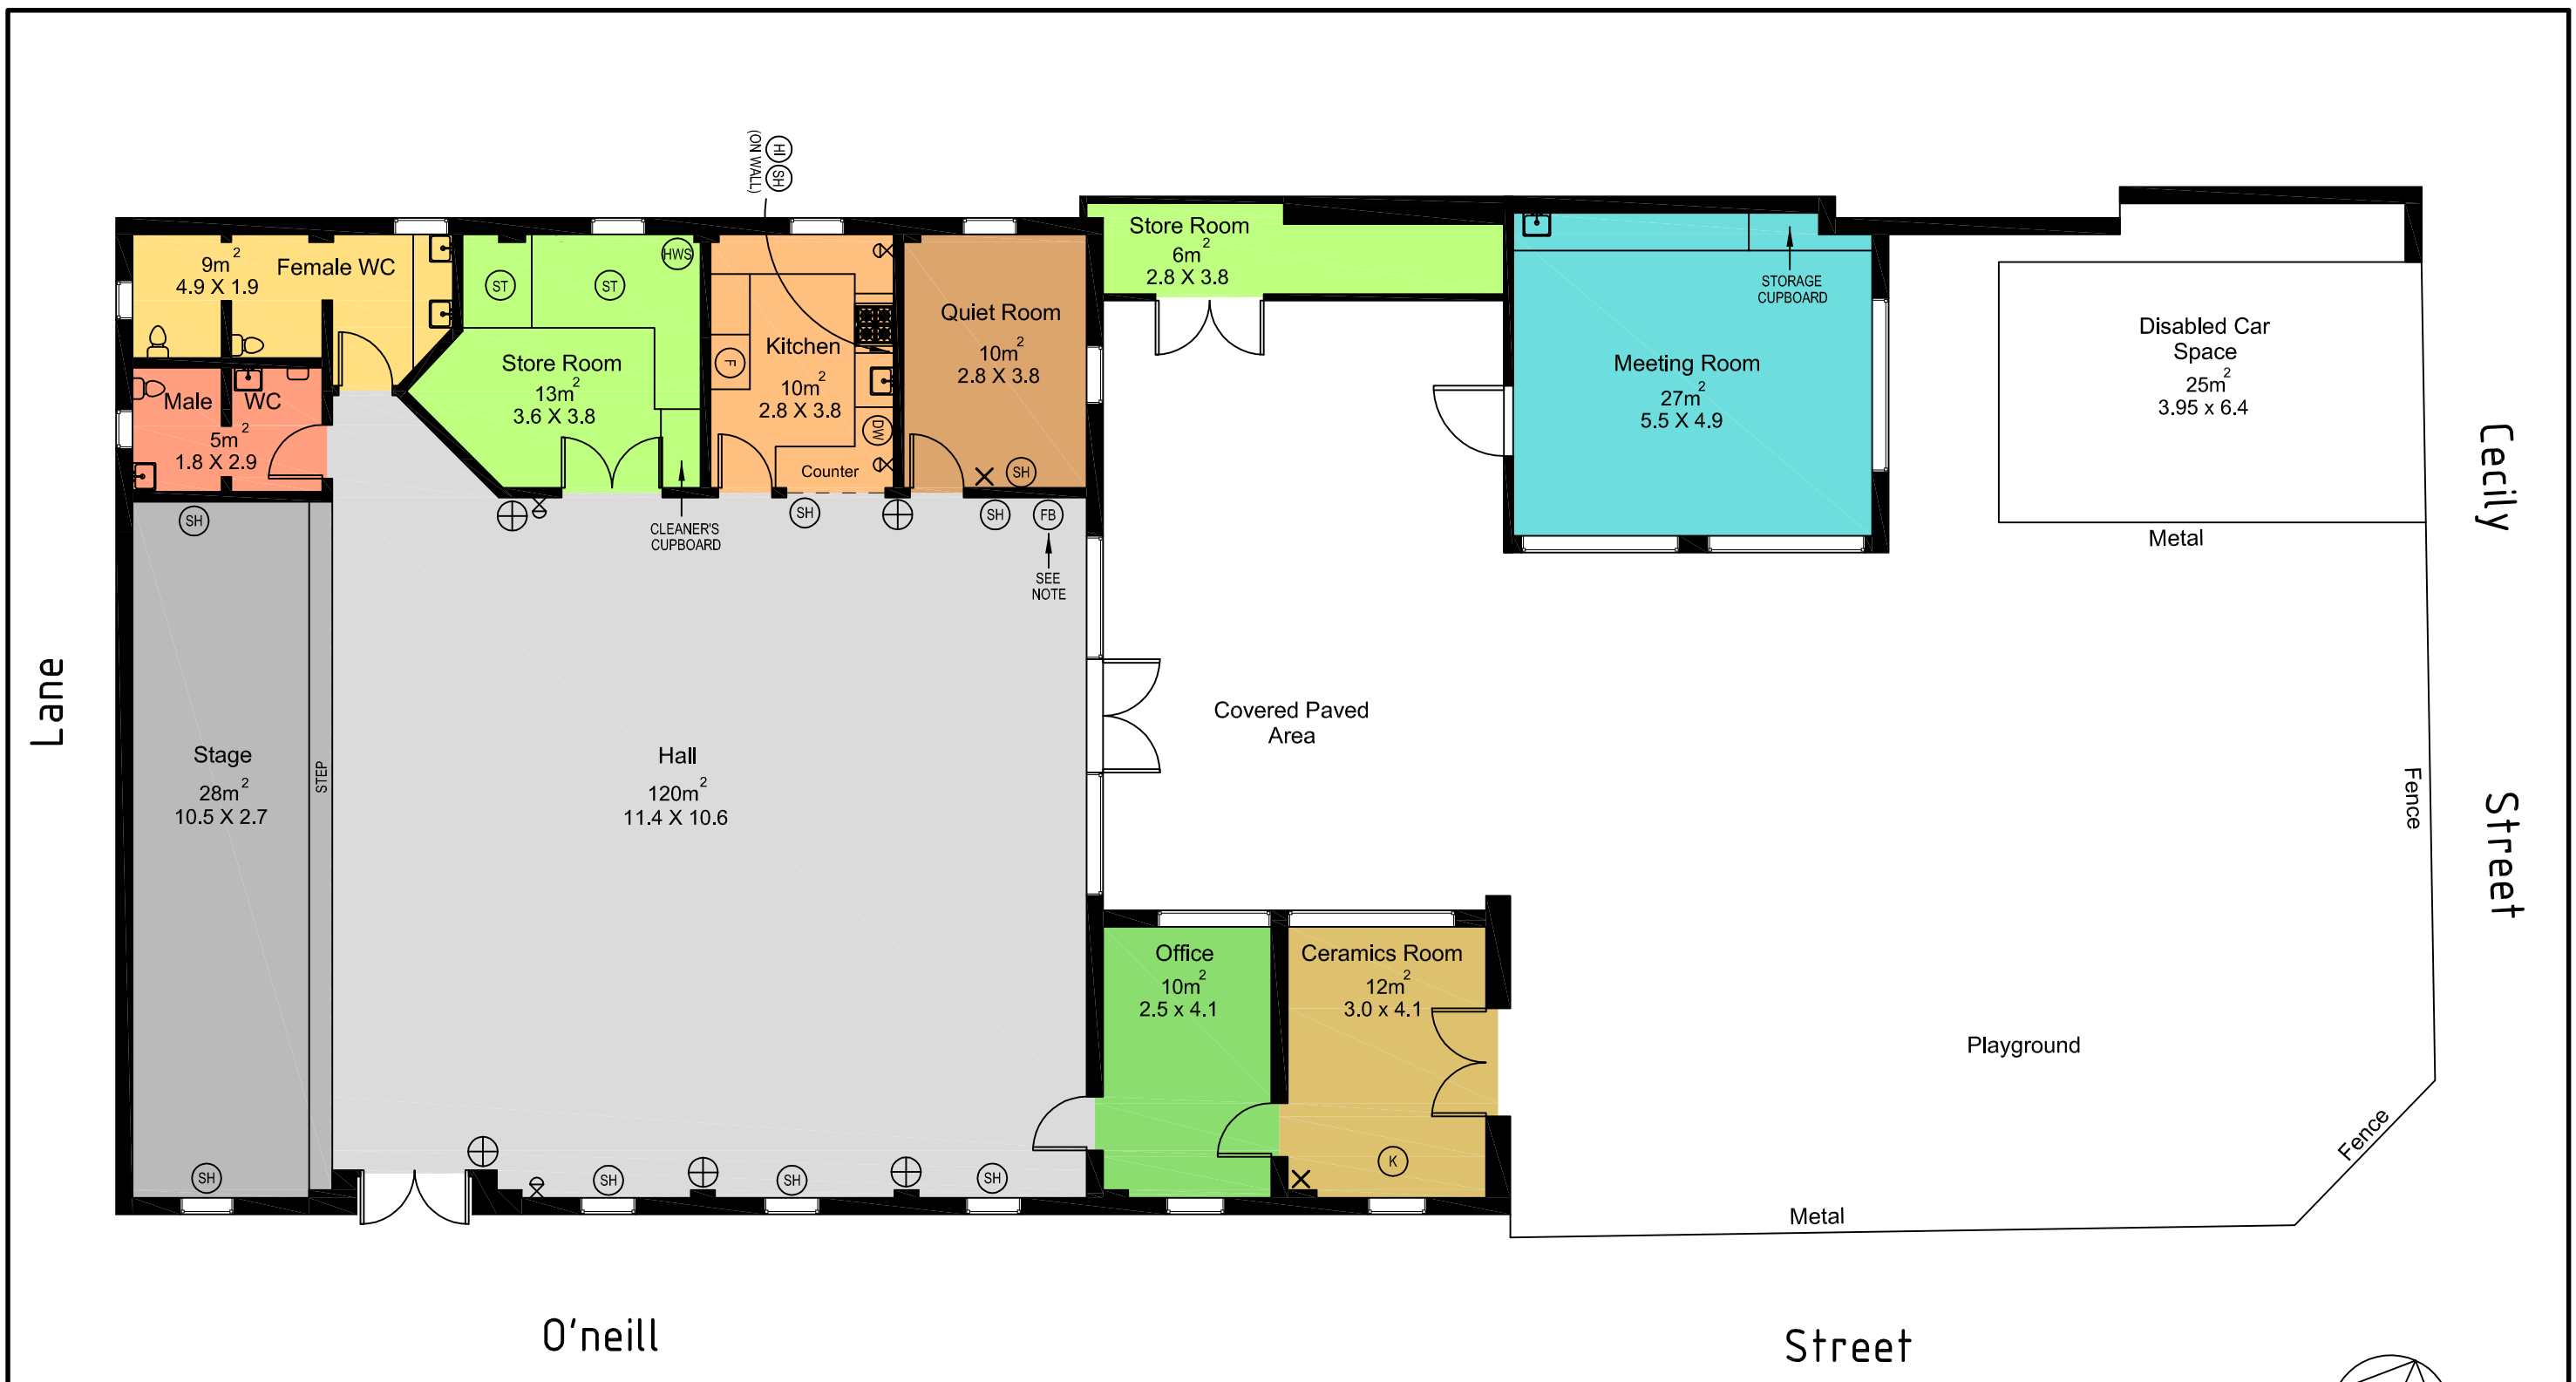 (ON WALL)
HI
SH
9m²
4.9 X 1.9
Female WC
Male WC
5m²
1.8 X 2.9
ST
ST
HWS
Store Room
13m²
3.6 X 3.8
CLEANER'S
CUPBOARD
F
Kitchen
10m²
2.8 X 3.8
DW
Counter
Quiet Room
10m²
2.8 X 3.8
SH
SH
SH
FB
SEE
NOTE
Store Room
6m²
2.8 X 3.8
STORAGE
CUPBOARD
Meeting Room
27m²
5.5 X 4.9
Disabled Car
Space
25m²
3.95 x 6.4
Metal
Cecily
Street
Fence
Fence
Lane
SH
Stage
28m²
10.5 X 2.7
SH
STEP
Hall
120m²
11.4 X 10.6
SH
SH
SH
Covered Paved
Area
Office
10m²
2.5 x 4.1
Ceramics Room
12m²
3.0 x 4.1
K
Playground
Metal
O'neill
Street